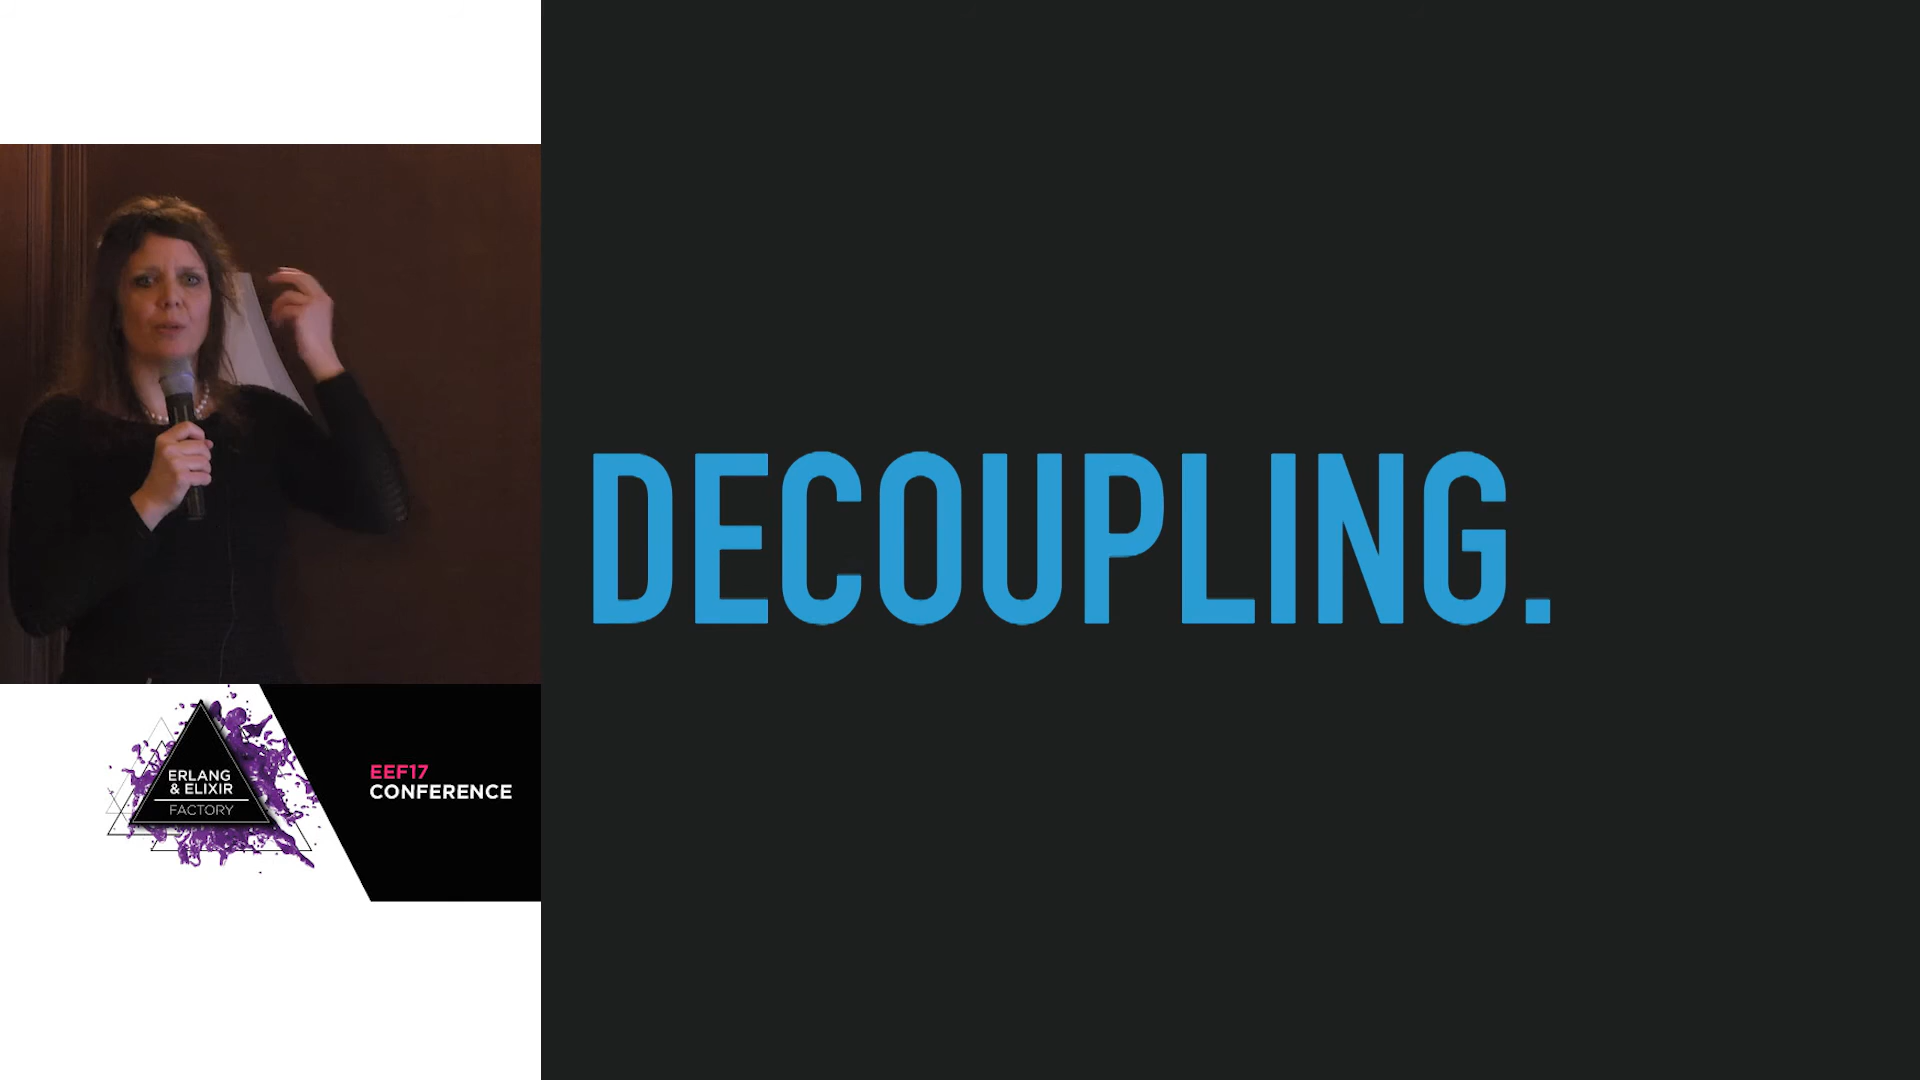 DECOUPLING.
ERLANG
& ELIXIR
FACTORY
EEF17
CONFERENCE